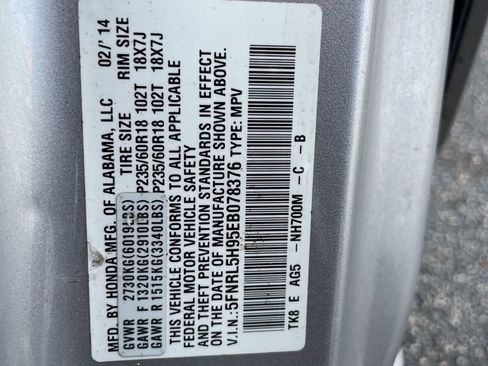 MFD. BY HONDA MFG. OF ALABAMA, LLC 02/'14
TIRE SIZE RIM SIZE
GVWR 2730KG(6019LBS)
GAWR F 1320KG(2910LBS) P235/60R18 102T 18X7J
GAWR R 1515KG(3340LBS) P235/60R18 102T 18X7J
THIS VEHICLE CONFORMS TO ALL APPLICABLE
FEDERAL MOTOR VEHICLE SAFETY
AND THEFT PREVENTION STANDARDS IN EFFECT
ON THE DATE OF MANUFACTURE SHOWN ABOVE.
V.I.N.: 5FNRL5H95EB078376 TYPE: MPV
TK8 E AG5 -NH700M -C -B